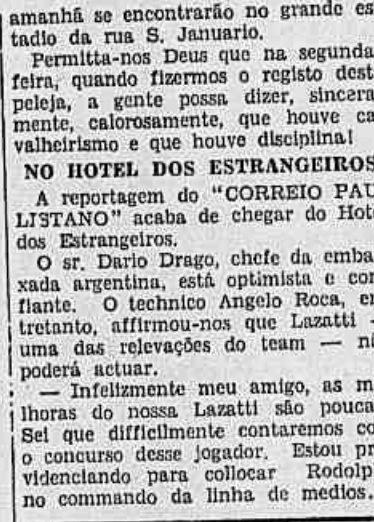 amanhã se encontrarão no grande es
tadio da rua S. Januario.
Permitta-nos Deus que na segunda
feira, quando fizermos o registo dest
peleja, a gente possa dizer, sincera
mente, calorosamente, que houve ca
valheirismo e que houve disciplina!
NO HOTEL DOS ESTRANGEIROS
A reportagem do "CORREIO PAU
LISTANO" acaba de chegar do Hote
dos Estrangeiros.
O sr. Dario Drago, chefe da emba
xada argentina, está optimista e con
fiante. O technico Angelo Roca, en
tretanto, affirmou-nos que Lazatti -
uma das relevações do team — nã
poderá actuar.
— Infelizmente meu amigo, as me
lhoras do nossa Lazatti são pouca
Sei que difficilmente contaremos co
o concurso desse jogador. Estou pr
videnciando para collocar Rodolp
no commando da linha de medios.